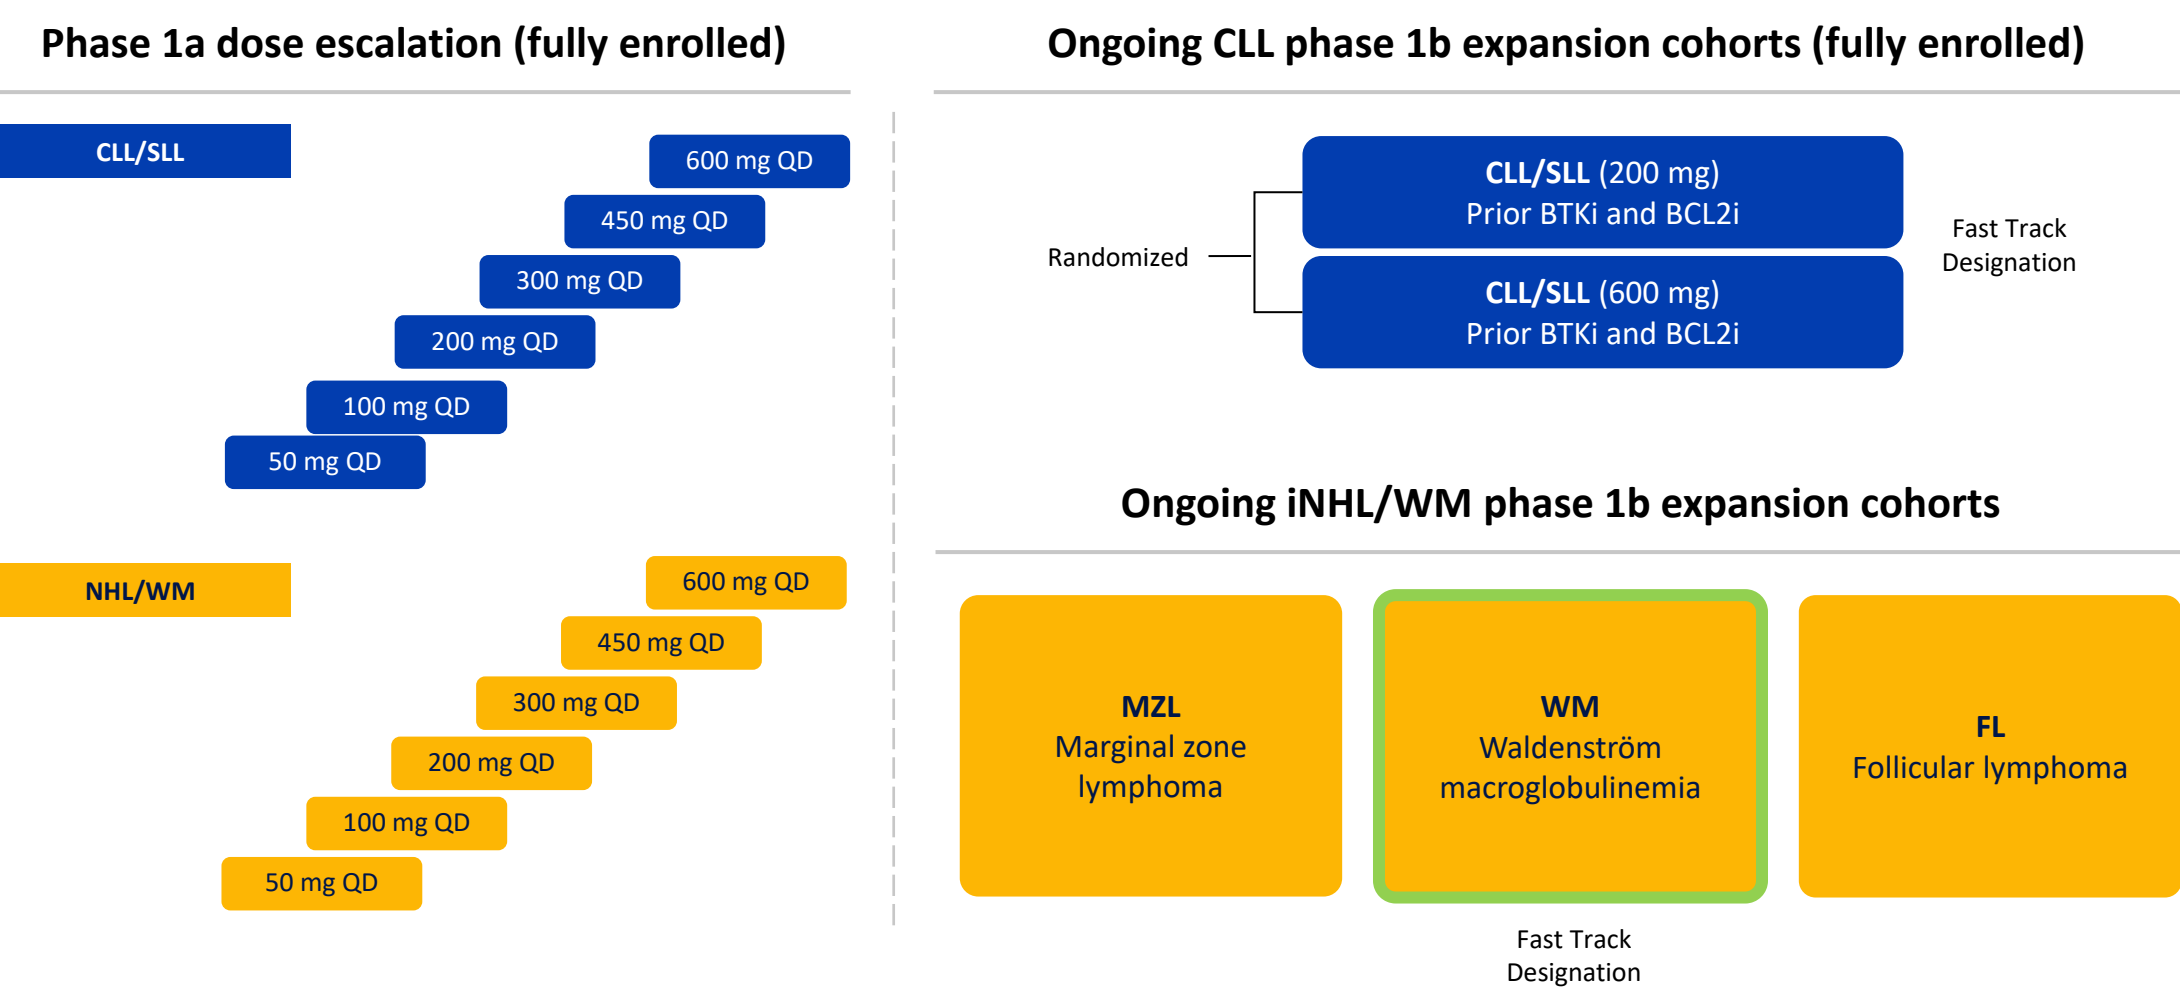 Phase 1a dose escalation (fully enrolled)
CLL/SLL
600 mg QD
450 mg QD
300 mg QD
200 mg QD
100 mg QD
50 mg QD
NHL/WM
600 mg QD
450 mg QD
300 mg QD
200 mg QD
100 mg QD
50 mg QD
Ongoing CLL phase 1b expansion cohorts (fully enrolled)
Randomized
CLL/SLL (200 mg)
Prior BTKi and BCL2i
CLL/SLL (600 mg)
Prior BTKi and BCL2i
Fast Track
Designation
Ongoing iNHL/WM phase 1b expansion cohorts
MZL
Marginal zone
lymphoma
WM
Waldenström
macroglobulinemia
Fast Track
Designation
FL
Follicular lymphoma